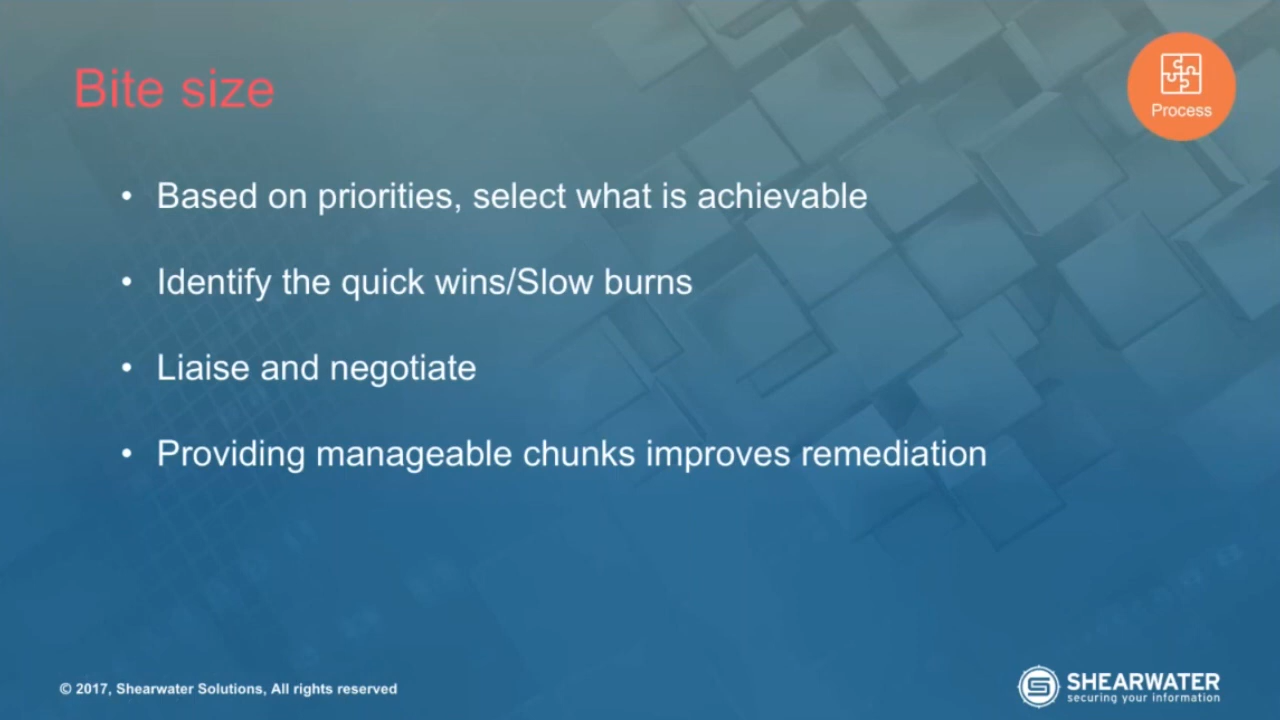 Bite size
Process
• Based on priorities, select what is achievable
• Identify the quick wins/Slow burns
• Liaise and negotiate
• Providing manageable chunks improves remediation
© 2017, Shearwater Solutions, All rights reserved
SHEARWATER
securing your information